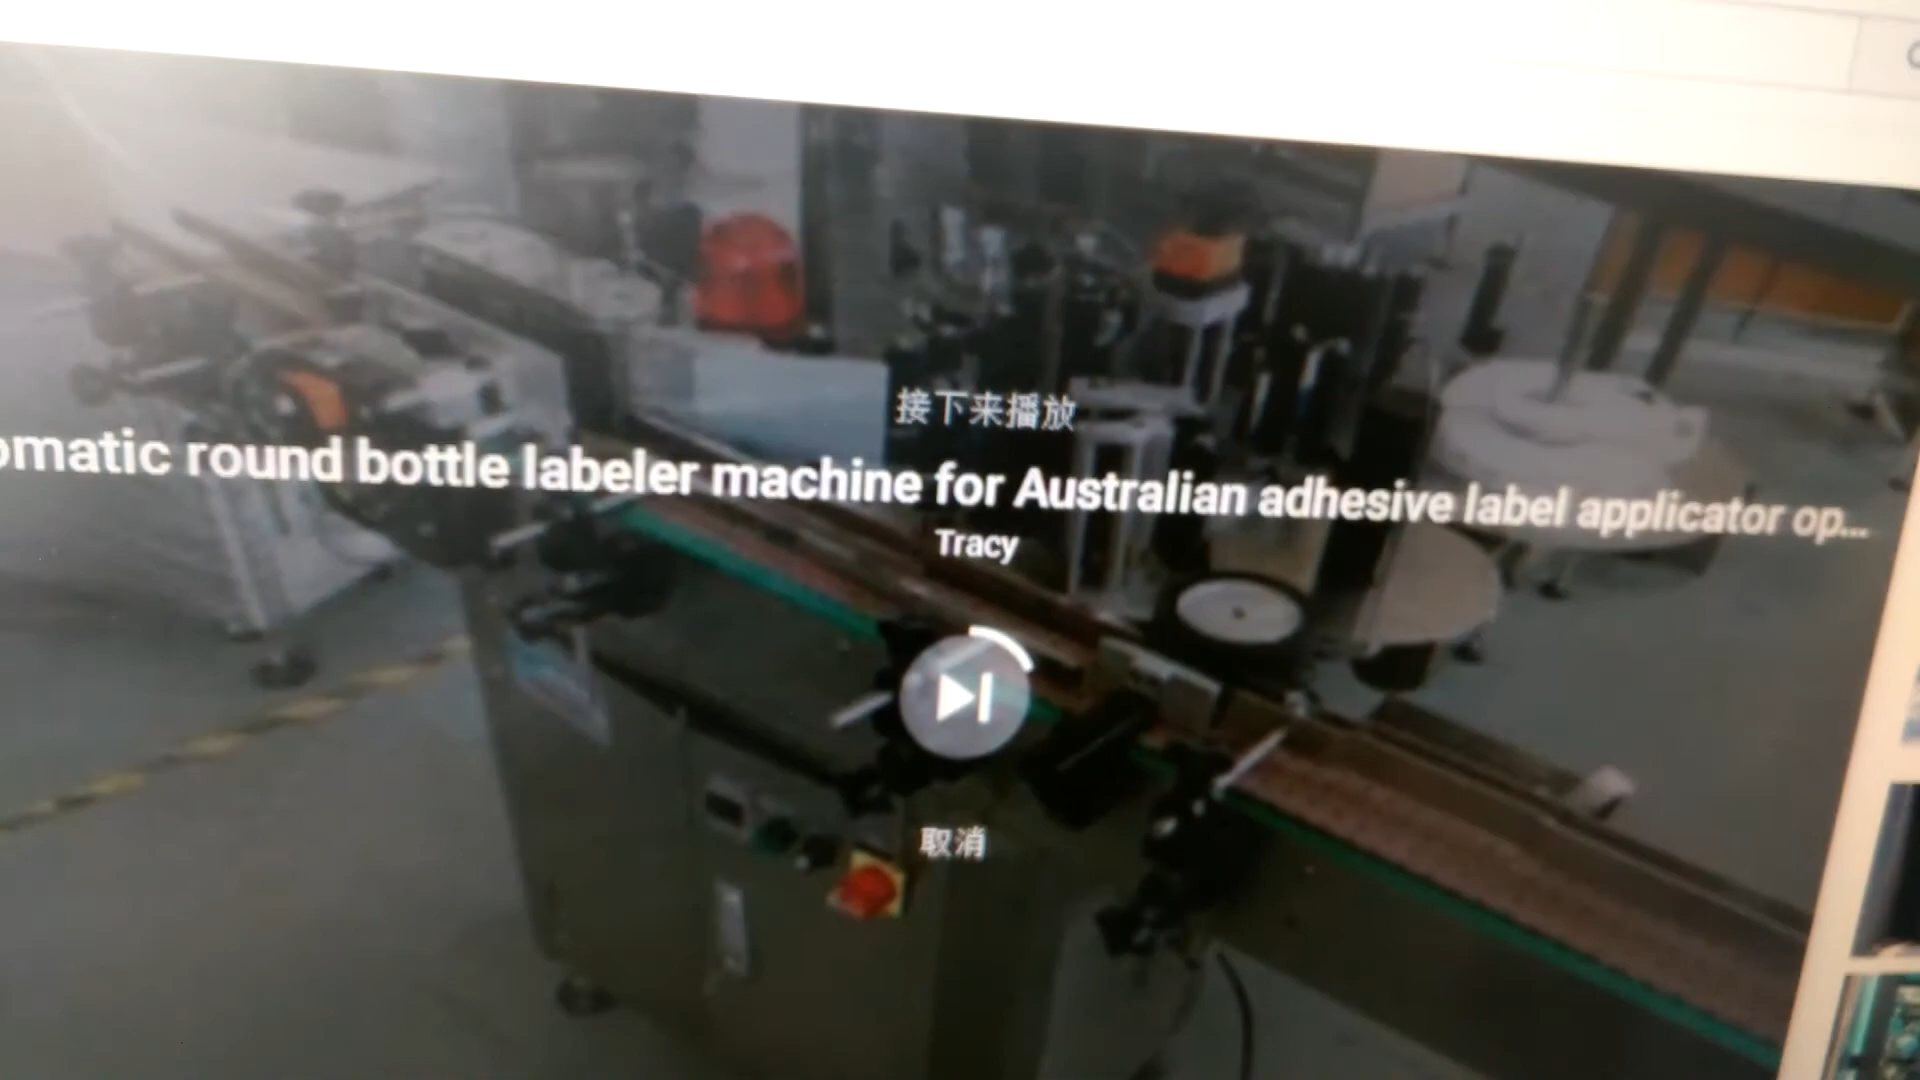 接下来播放
omatic round bottle labeler machine for Australian adhesive label applicator op...
Tracy
取消